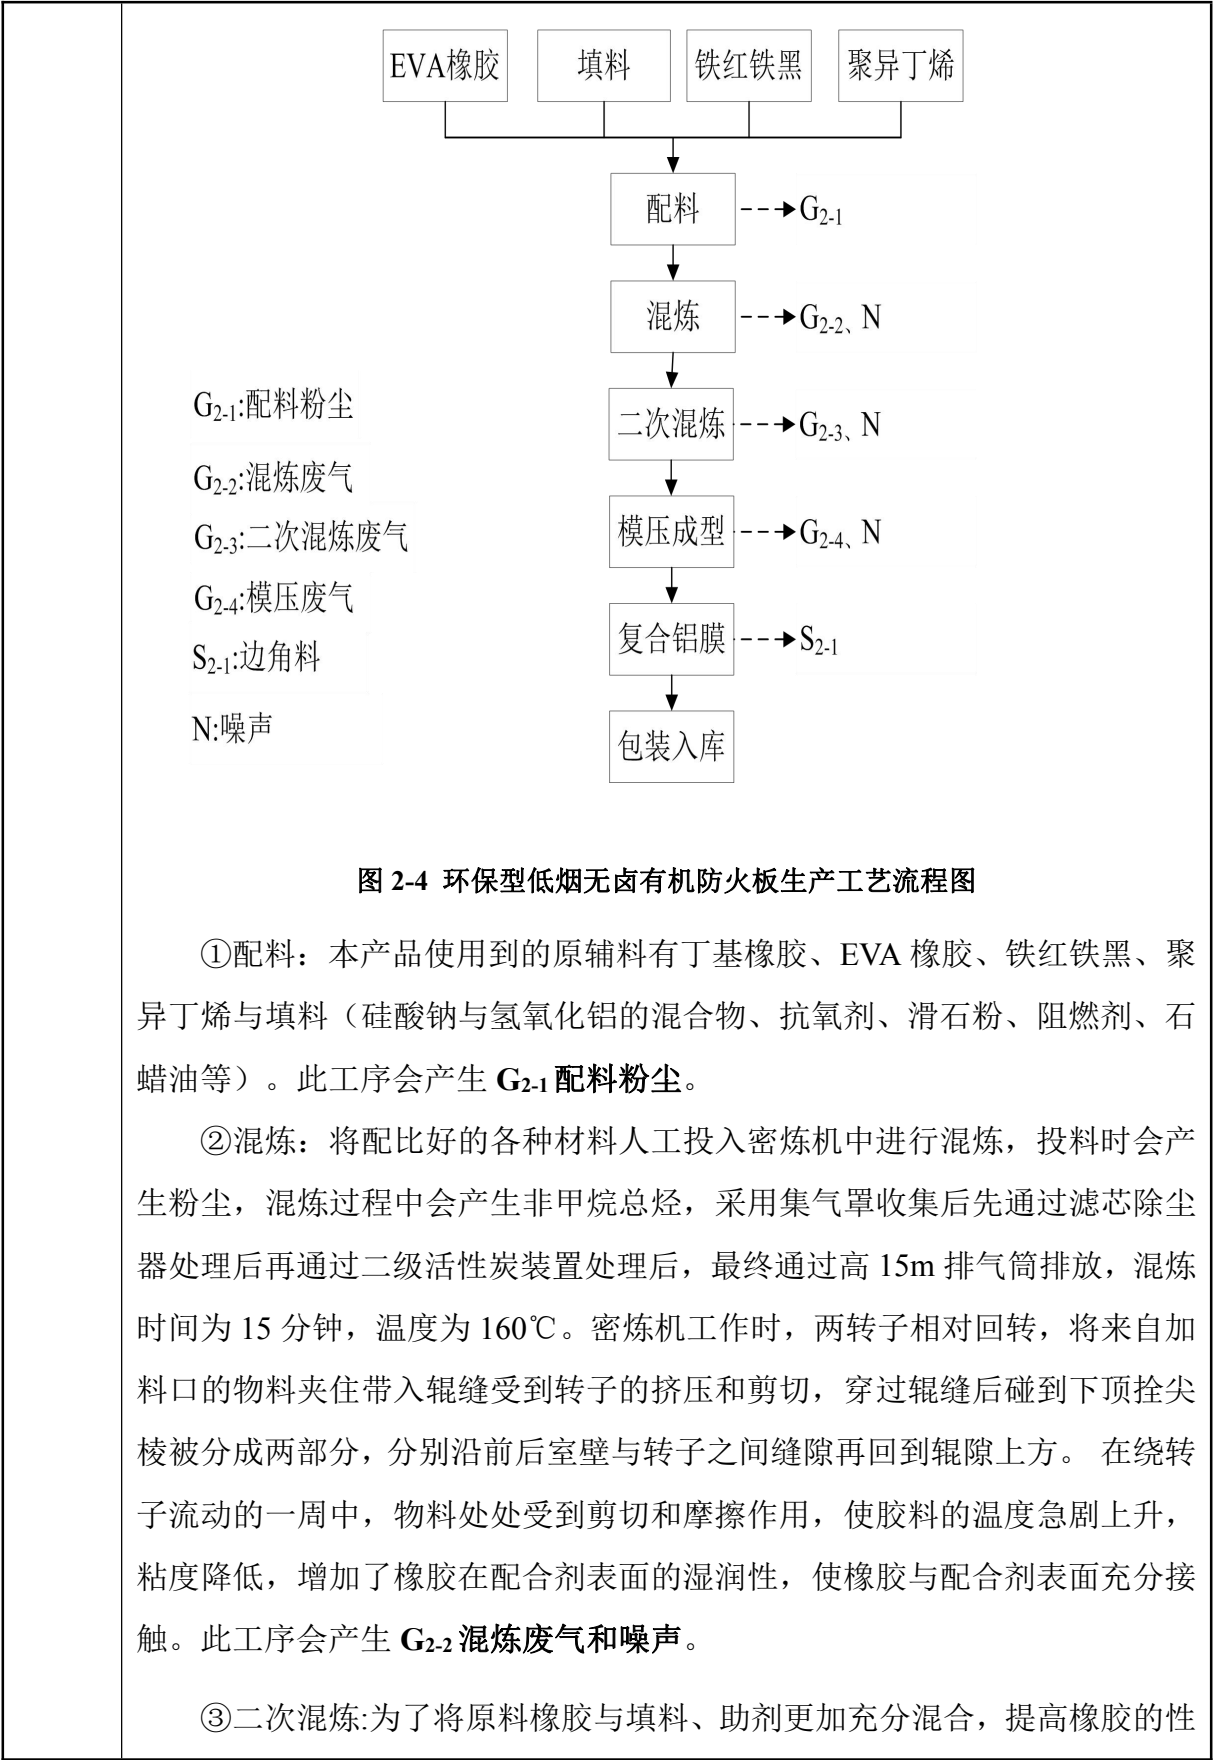 EVA橡胶 填料 铁红铁黑 聚异丁烯
配料 G2-1
混炼 G2-2、N
二次混炼 G2-3、N
模压成型 G2-4、N
复合铝膜 S2-1
包装入库
G2-1:配料粉尘
G2-2:混炼废气
G2-3:二次混炼废气
G2-4:模压废气
S2-1:边角料
N:噪声
图 2-4 环保型低烟无卤有机防火板生产工艺流程图
①配料：本产品使用到的原辅料有丁基橡胶、EVA 橡胶、铁红铁黑、聚
异丁烯与填料（硅酸钠与氢氧化铝的混合物、抗氧剂、滑石粉、阻燃剂、石
蜡油等）。此工序会产生 G2-1 配料粉尘。
②混炼：将配比好的各种材料人工投入密炼机中进行混炼，投料时会产
生粉尘，混炼过程中会产生非甲烷总烃，采用集气罩收集后先通过滤芯除尘
器处理后再通过二级活性炭装置处理后，最终通过高 15m 排气筒排放，混炼
时间为 15 分钟，温度为 160℃。密炼机工作时，两转子相对回转，将来自加
料口的物料夹住带入辊缝受到转子的挤压和剪切，穿过辊缝后碰到下顶拴尖
棱被分成两部分，分别沿前后室壁与转子之间缝隙再回到辊隙上方。 在绕转
子流动的一周中，物料处处受到剪切和摩擦作用，使胶料的温度急剧上升，
粘度降低，增加了橡胶在配合剂表面的湿润性，使橡胶与配合剂表面充分接
触。此工序会产生 G2-2 混炼废气和噪声。
③二次混炼:为了将原料橡胶与填料、助剂更加充分混合，提高橡胶的性